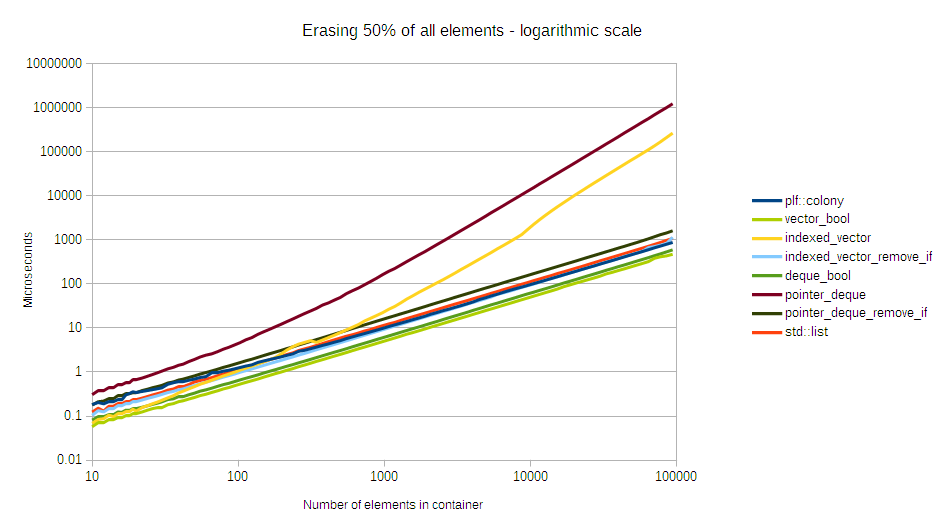 Erasing 50% of all elements - logarithmic scale
10000000
1000000
100000
10000
1000
100
10
1
0.1
0.01
Microseconds
10 100 1000 10000 100000
Number of elements in container
plf::colony
vector_bool
indexed_vector
indexed_vector_remove_if
deque_bool
pointer_deque
pointer_deque_remove_if
std::list